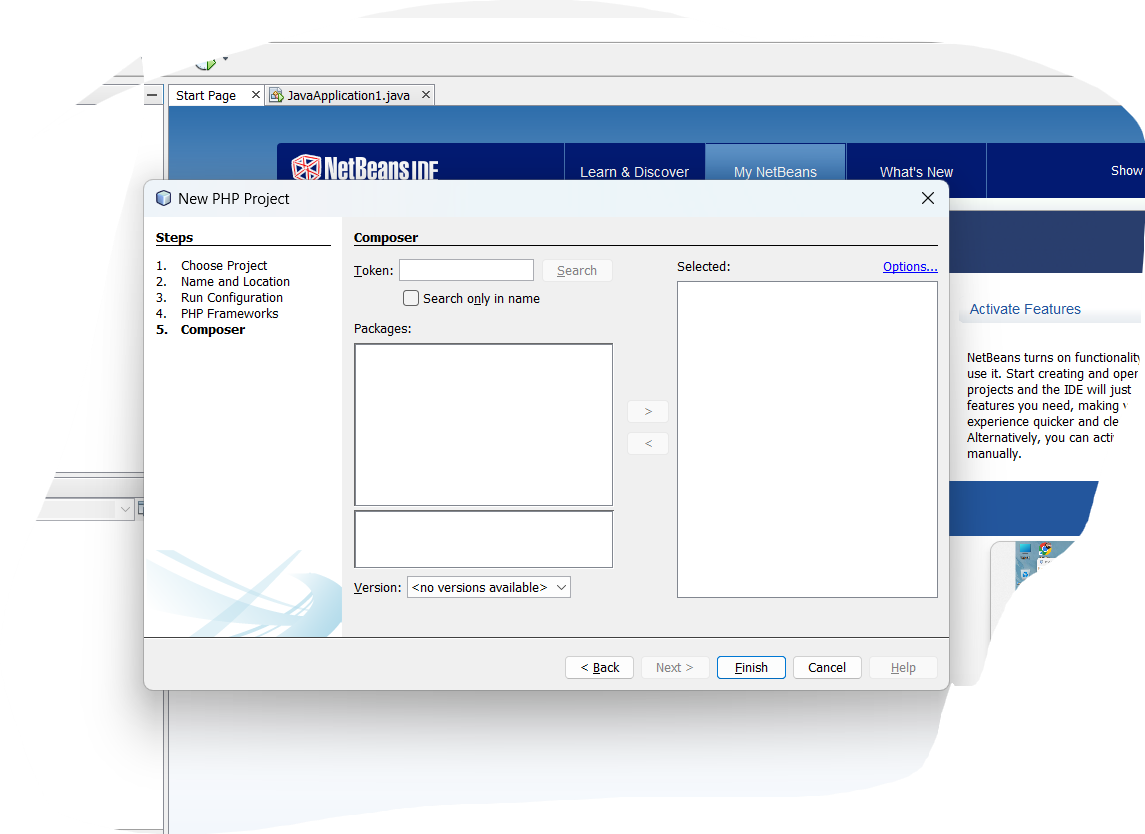 Start Page
JavaApplication1.java
NetBeans IDE
Learn & Discover
My NetBeans
What's New
Show
New PHP Project
Steps
1. Choose Project
2. Name and Location
3. Run Configuration
4. PHP Frameworks
5. Composer
Composer
Token:
Search
Search only in name
Packages:
>
<
Version: <no versions available>
Selected:
Options...
< Back
Next >
Finish
Cancel
Help
Activate Features
NetBeans turns on functionality
use it. Start creating and open
projects and the IDE will just
features you need, making
experience quicker and cle
Alternatively, you can acti
manually.